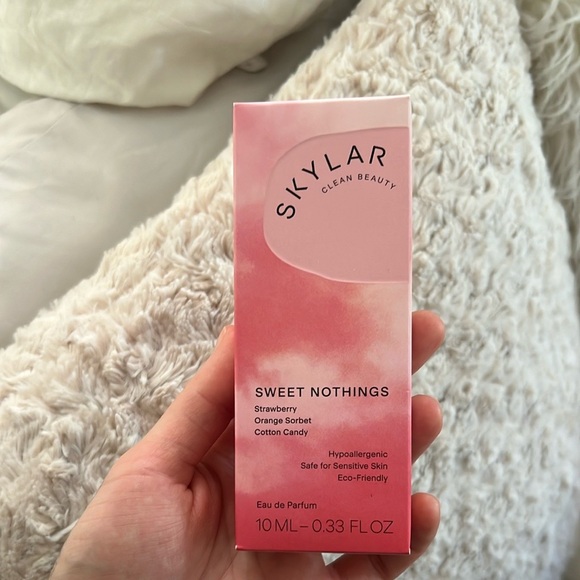 SKYLAR
CLEAN BEAUTY
SWEET NOTHINGS
Strawberry
Orange Sorbet
Cotton Candy
Hypoallergenic
Safe for Sensitive Skin
Eco-Friendly
Eau de Parfum
10 ML – 0.33 FL OZ